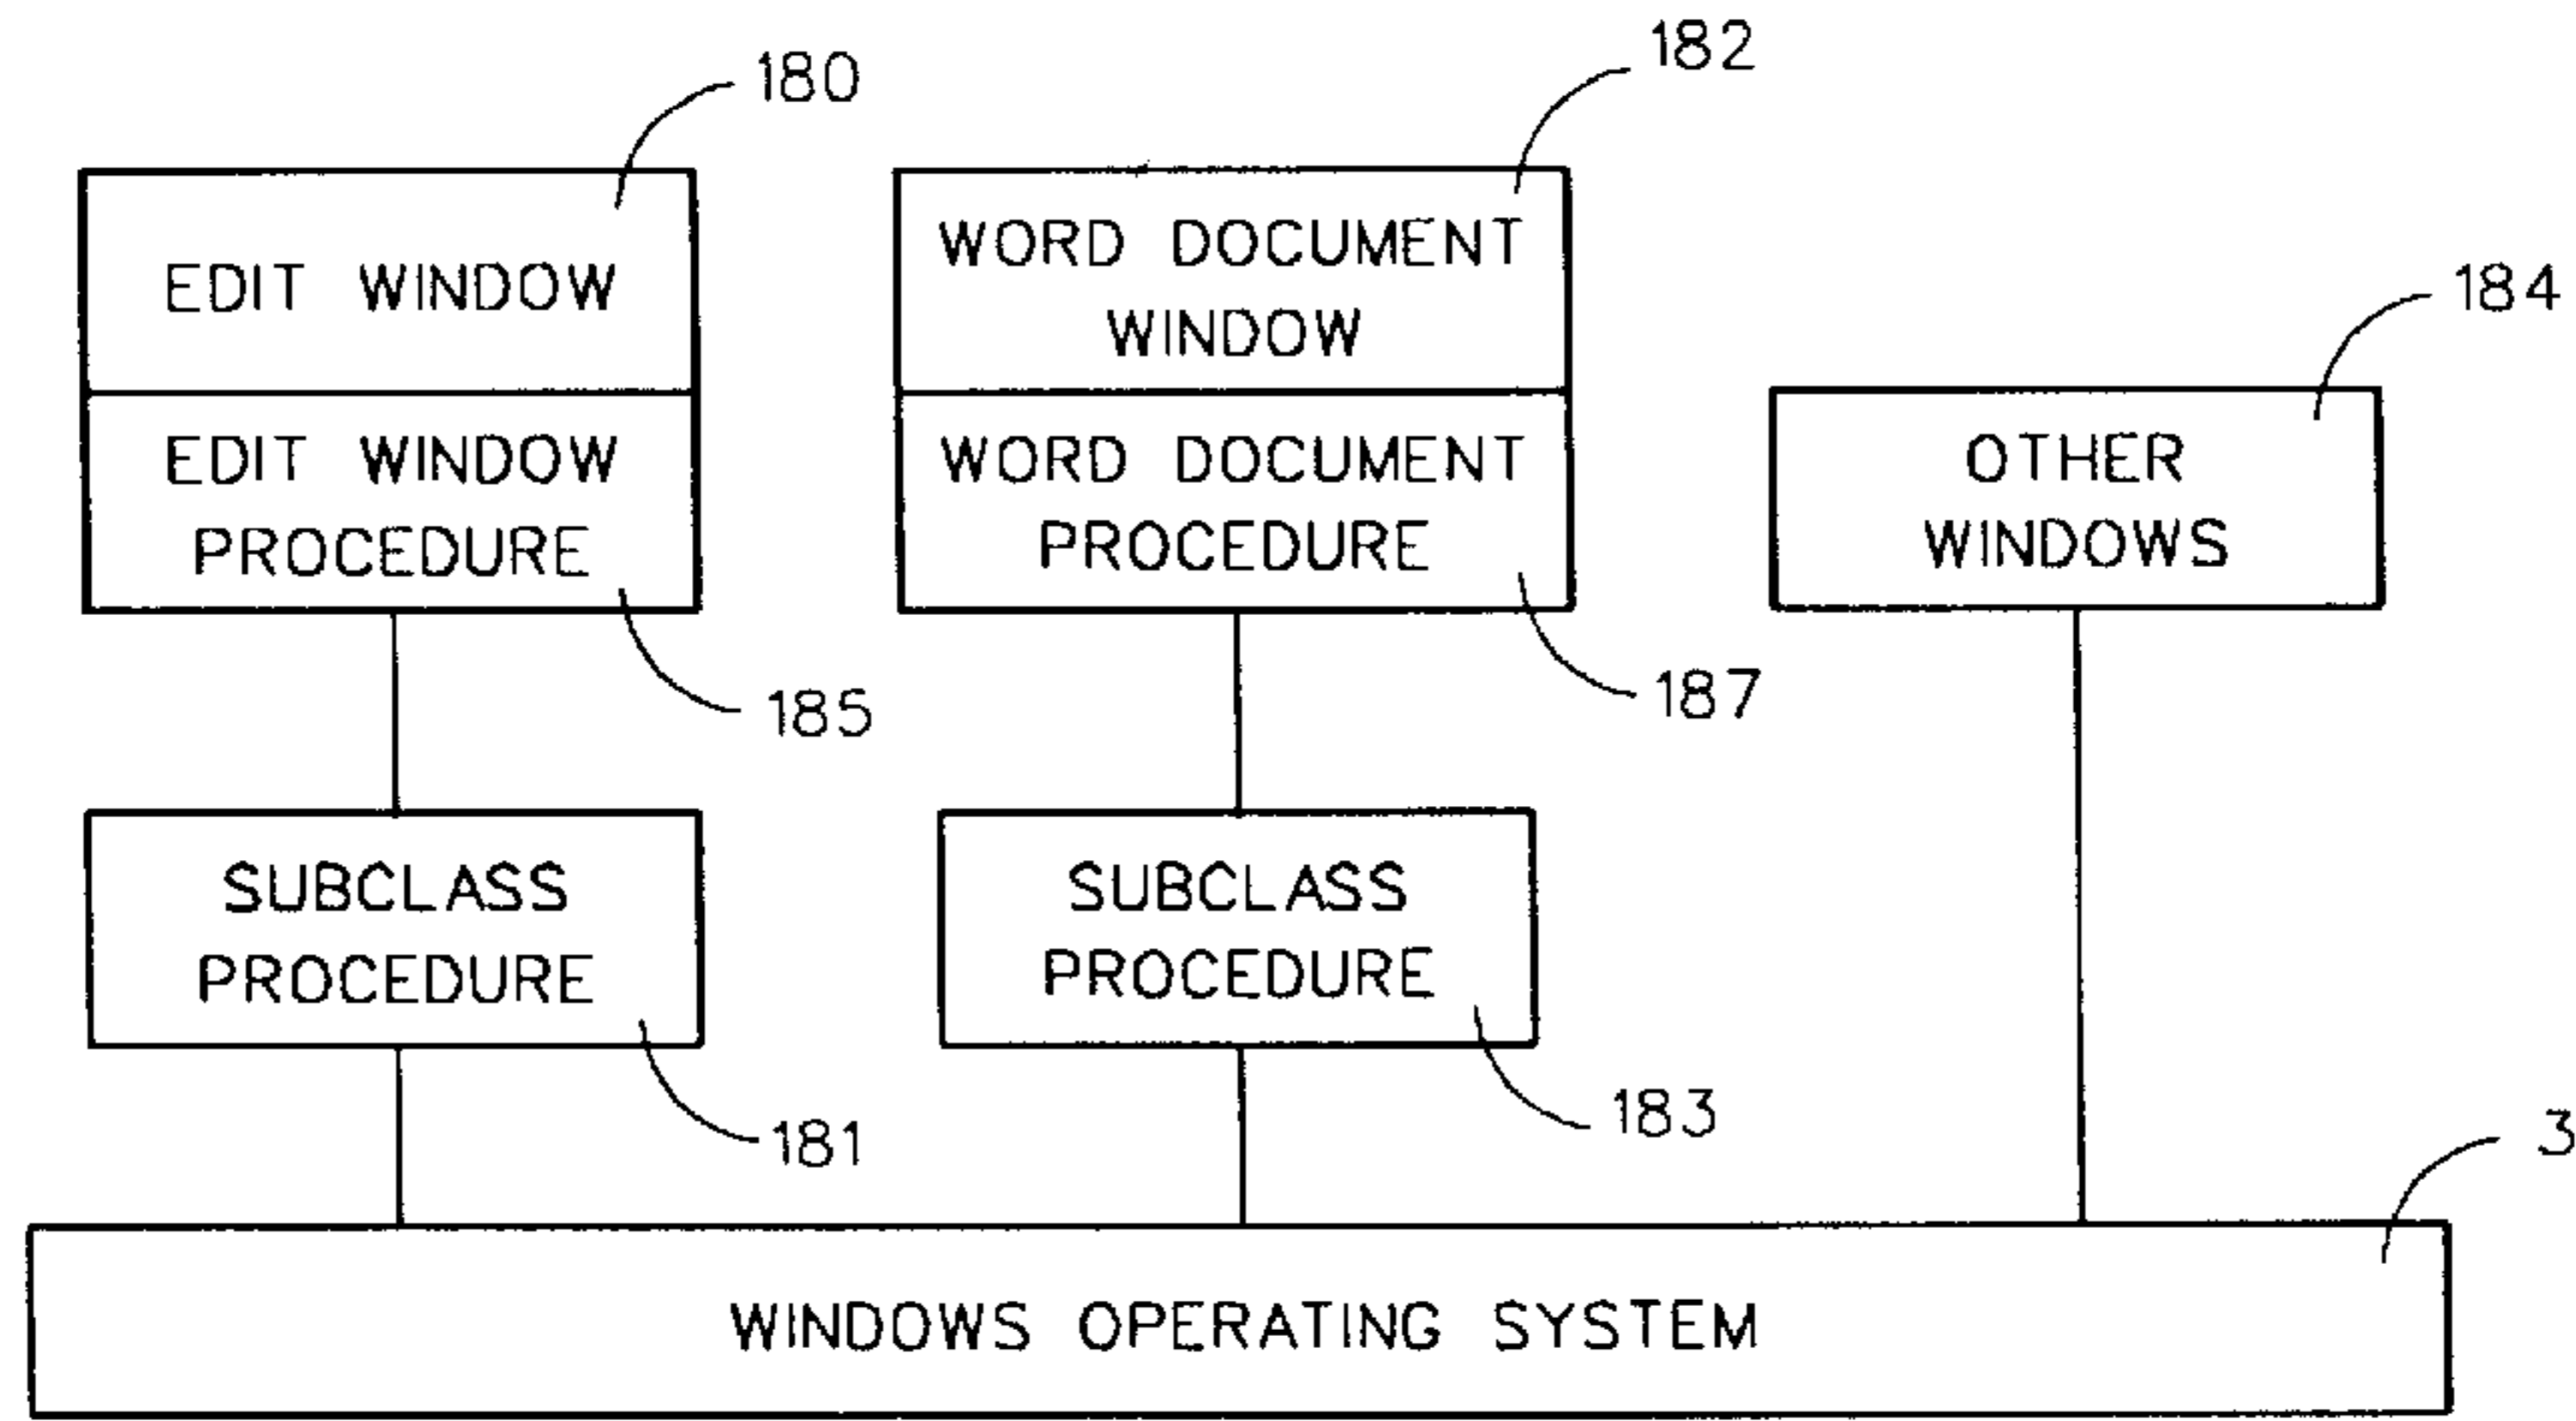 180
182
EDIT WINDOW
WORD DOCUMENT
WINDOW
184
EDIT WINDOW
PROCEDURE
WORD DOCUMENT
PROCEDURE
OTHER
WINDOWS
185
187
SUBCLASS
PROCEDURE
SUBCLASS
PROCEDURE
181
183
3
WINDOWS OPERATING SYSTEM